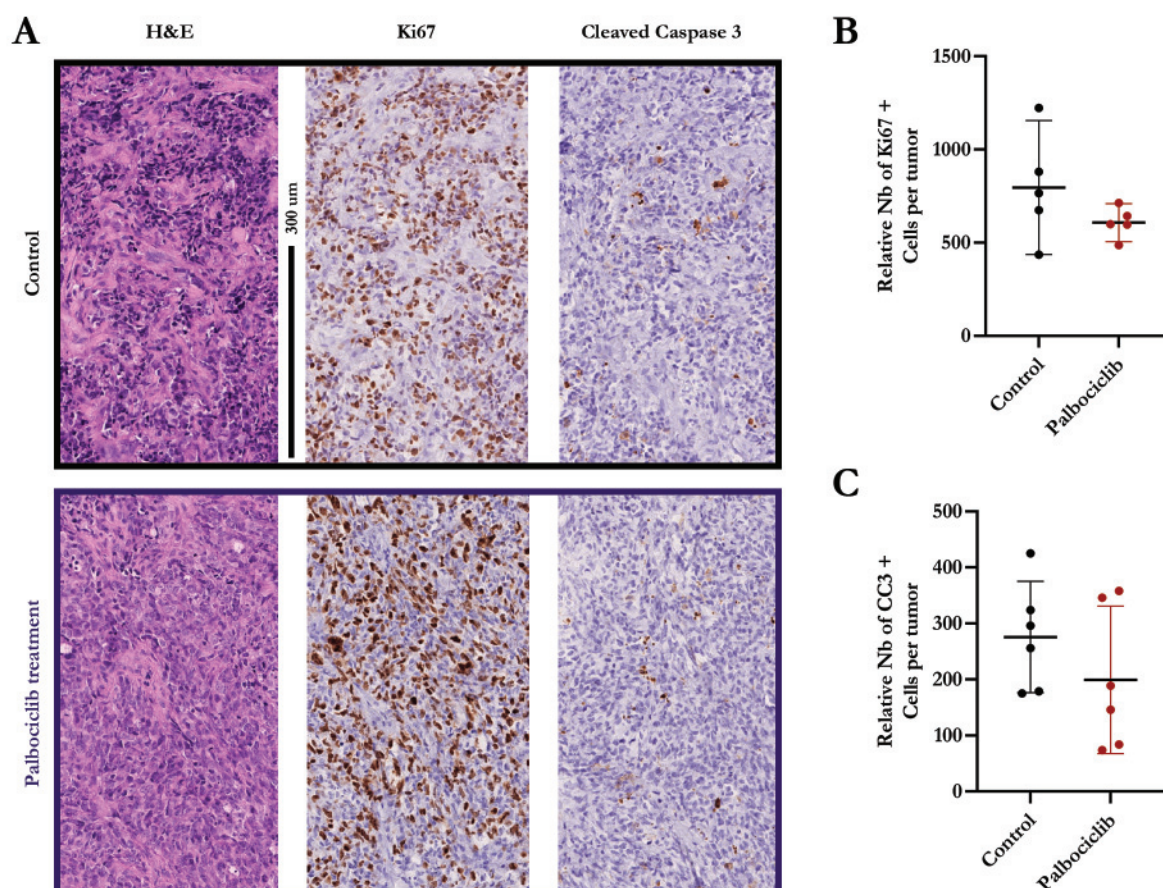 A
H&E
Ki67
Cleaved Caspase 3
Control
300 um
Palbociclib treatment
B
Relative Nb of Ki67 +
Cells per tumor
1500
1000
500
0
Control
Palbociclib
C
Relative Nb of CC3 +
Cells per tumor
500
400
300
200
100
0
Control
Palbociclib